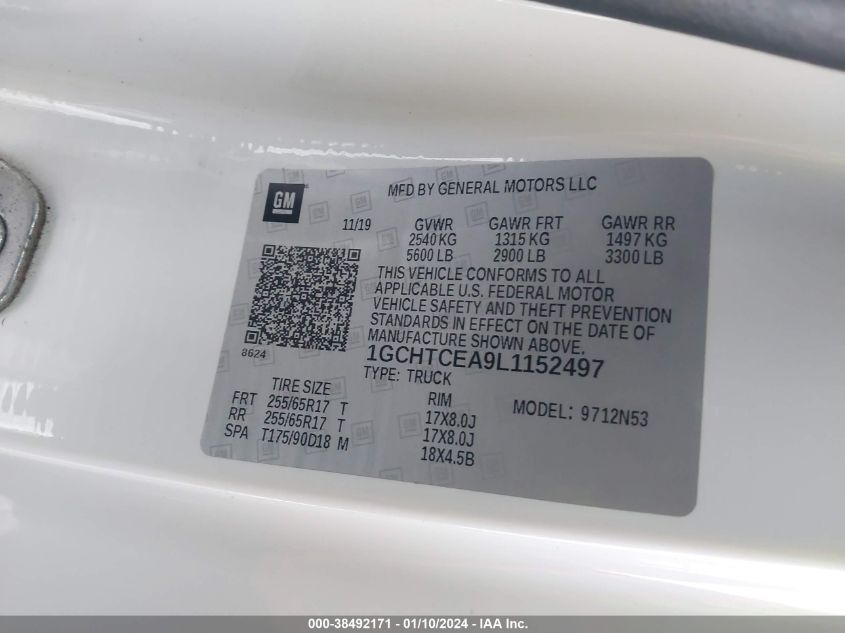 GM
MFD BY GENERAL MOTORS LLC
11/19 GVWR GAWR FRT GAWR RR
2540 KG 1315 KG 1497 KG
5600 LB 2900 LB 3300 LB
THIS VEHICLE CONFORMS TO ALL
APPLICABLE U.S. FEDERAL MOTOR
VEHICLE SAFETY AND THEFT PREVENTION
STANDARDS IN EFFECT ON THE DATE OF
MANUFACTURE SHOWN ABOVE.
8624
1GCHTCEA9L1152497
TYPE: TRUCK
TIRE SIZE RIM MODEL: 9712N53
FRT 255/65R17 T 17X8.0J
RR 255/65R17 T 17X8.0J
SPA T175/90D18 M 18X4.5B
000-38492171 - 01/10/2024 - IAA Inc.